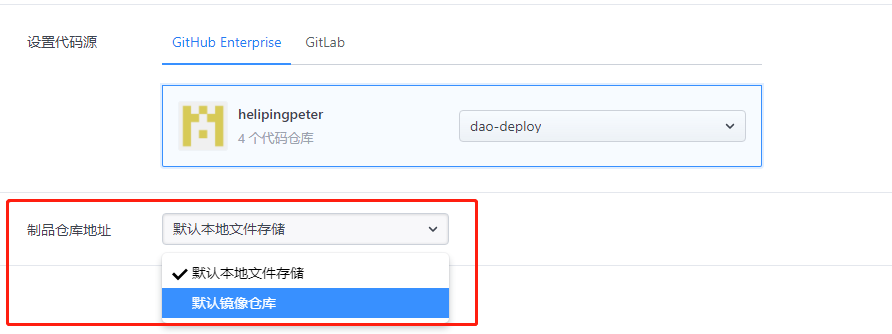 设置代码源
GitHub Enterprise GitLab
helipingpeter
4 个代码仓库
dao-deploy
制品仓库地址
默认本地文件存储
默认本地文件存储
默认镜像仓库